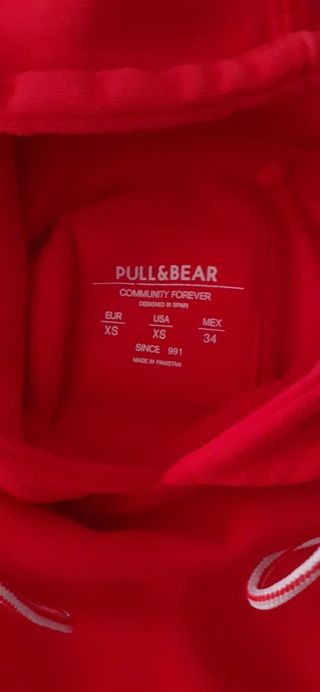 PULL&BEAR
COMMUNITY FOREVER
DESIGNED IN SPAIN
EUR USA MEX
XS XS 34
SINCE 991
MADE IN PAKISTAN